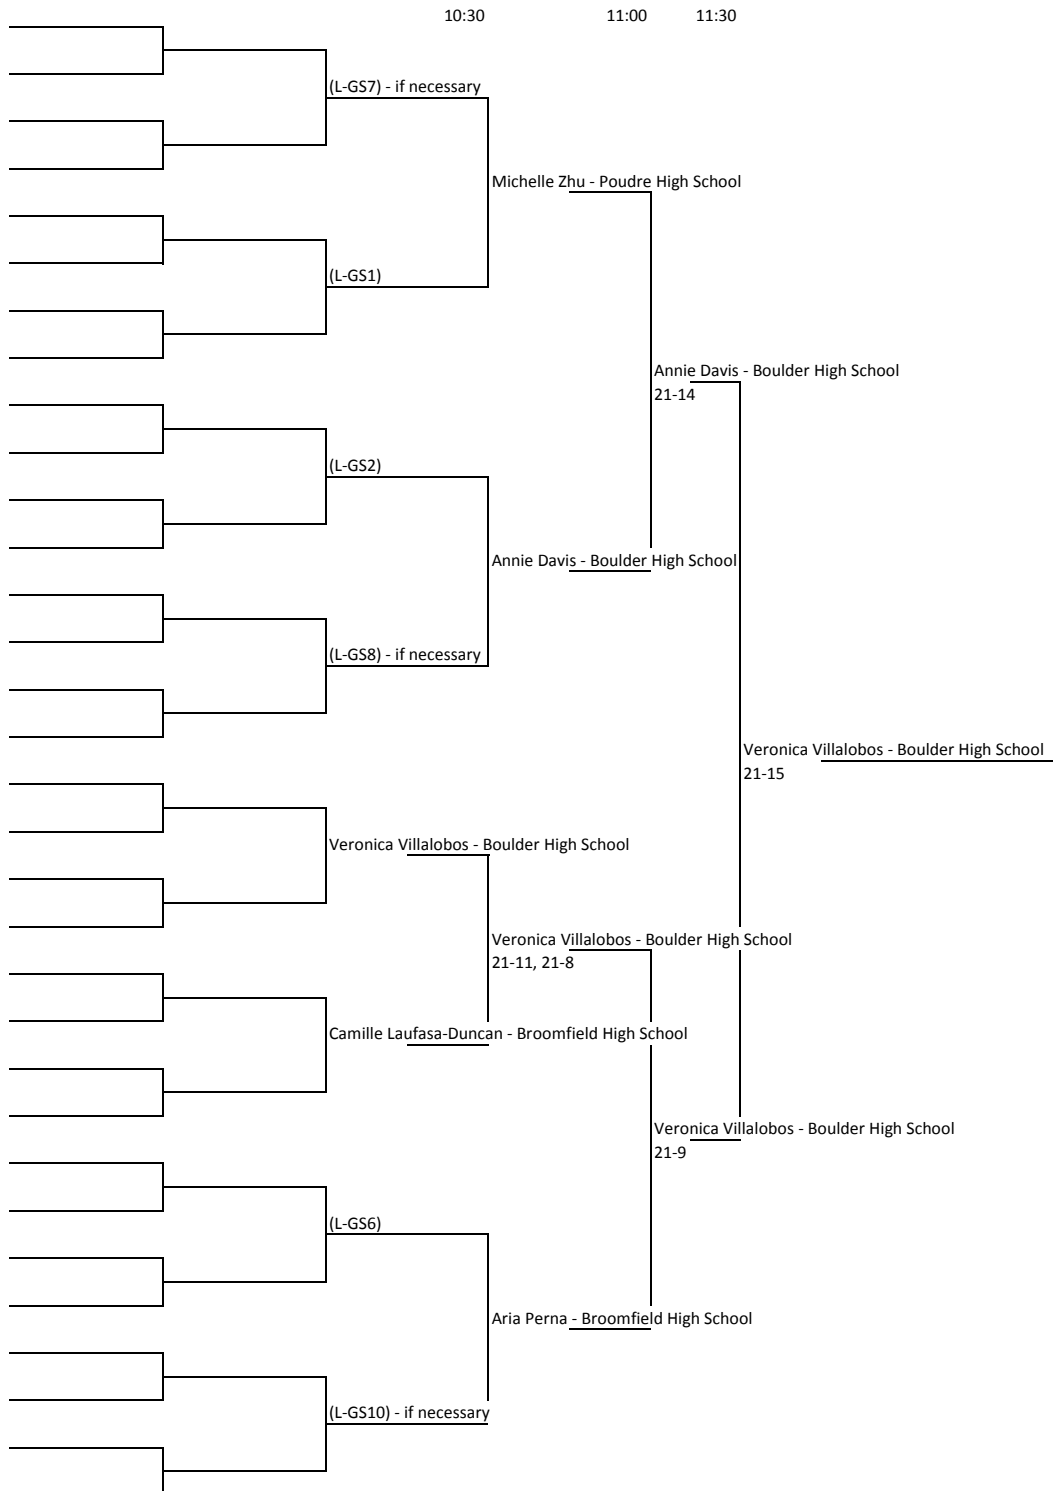 10:30 11:00 11:30
(L-GS7) - if necessary
Michelle Zhu - Poudre High School
(L-GS1)
Annie Davis - Boulder High School
21-14
(L-GS2)
Annie Davis - Boulder High School
(L-GS8) - if necessary
Veronica Villalobos - Boulder High School
21-15
Veronica Villalobos - Boulder High School
Veronica Villalobos - Boulder High School
21-11, 21-8
Camille Laufasa-Duncan - Broomfield High School
Veronica Villalobos - Boulder High School
21-9
(L-GS6)
Aria Perna - Broomfield High School
(L-GS10) - if necessary